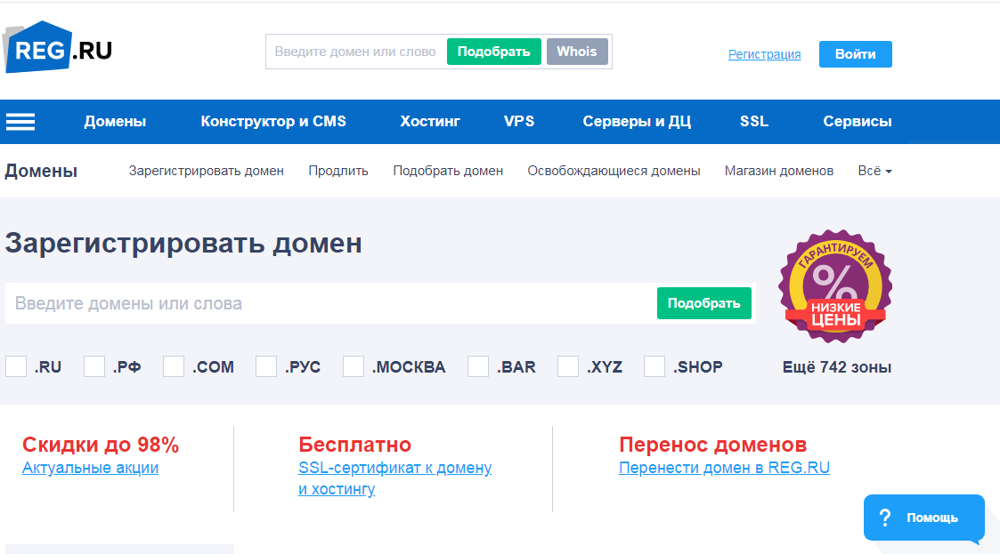 REG.RU
Введите домен или слово Подобрать Whois
Регистрация Войти
Домены Конструктор и CMS Хостинг VPS Серверы и ДЦ SSL Сервисы
Домены Зарегистрировать домен Продлить Подобрать домен Освобождающиеся домены Магазин доменов Всё
Зарегистрировать домен
Введите домены или слова Подобрать
ГАРАНТИРУЕМ
%
НИЗКИЕ
ЦЕНЫ
.RU .РФ .COM .РУС .МОСКВА .BAR .XYZ .SHOP Ещё 742 зоны
Скидки до 98%
Актуальные акции
Бесплатно
SSL-сертификат к домену
и хостингу
Перенос доменов
Перенести домен в REG.RU
? Помощь